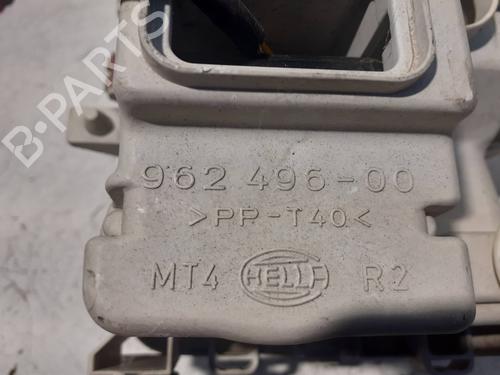 B-PARTS
962 496-00
>PP-T40<
MT4 HELLA R2